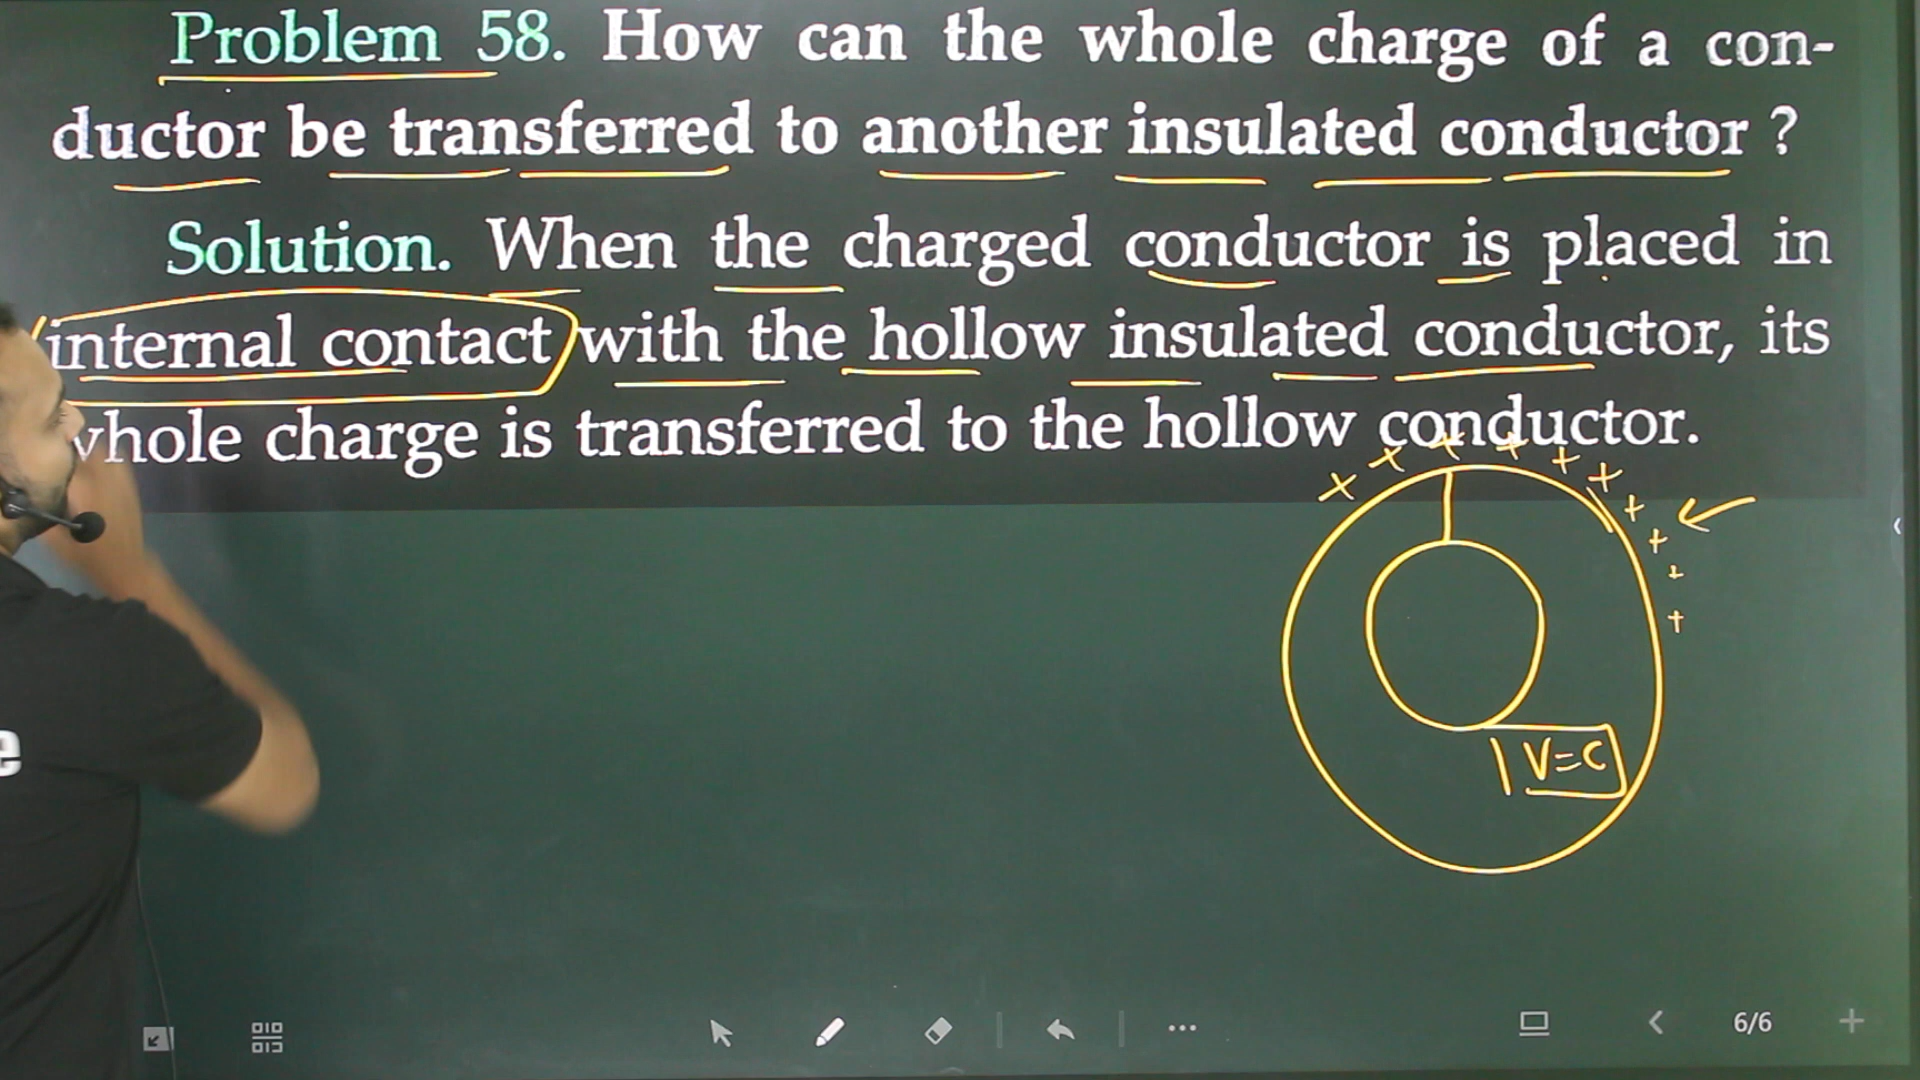 Problem 58. How can the whole charge of a con-
ductor be transferred to another insulated conductor ?
Solution. When the charged conductor is placed in
internal contact with the hollow insulated conductor, its
whole charge is transferred to the hollow conductor.
+ + + + + + + + + +
V=C
e
6/6